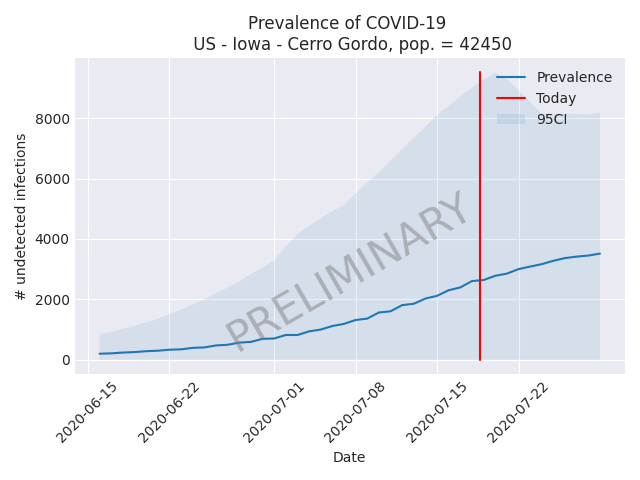 Prevalence of COVID-19
US - Iowa - Cerro Gordo, pop. = 42450
Prevalence
Today
95CI
8000
6000
4000
2000
0
# undetected infections
PRELIMINARY
2020-06-15
2020-06-22
2020-07-01
2020-07-08
2020-07-15
2020-07-22
Date